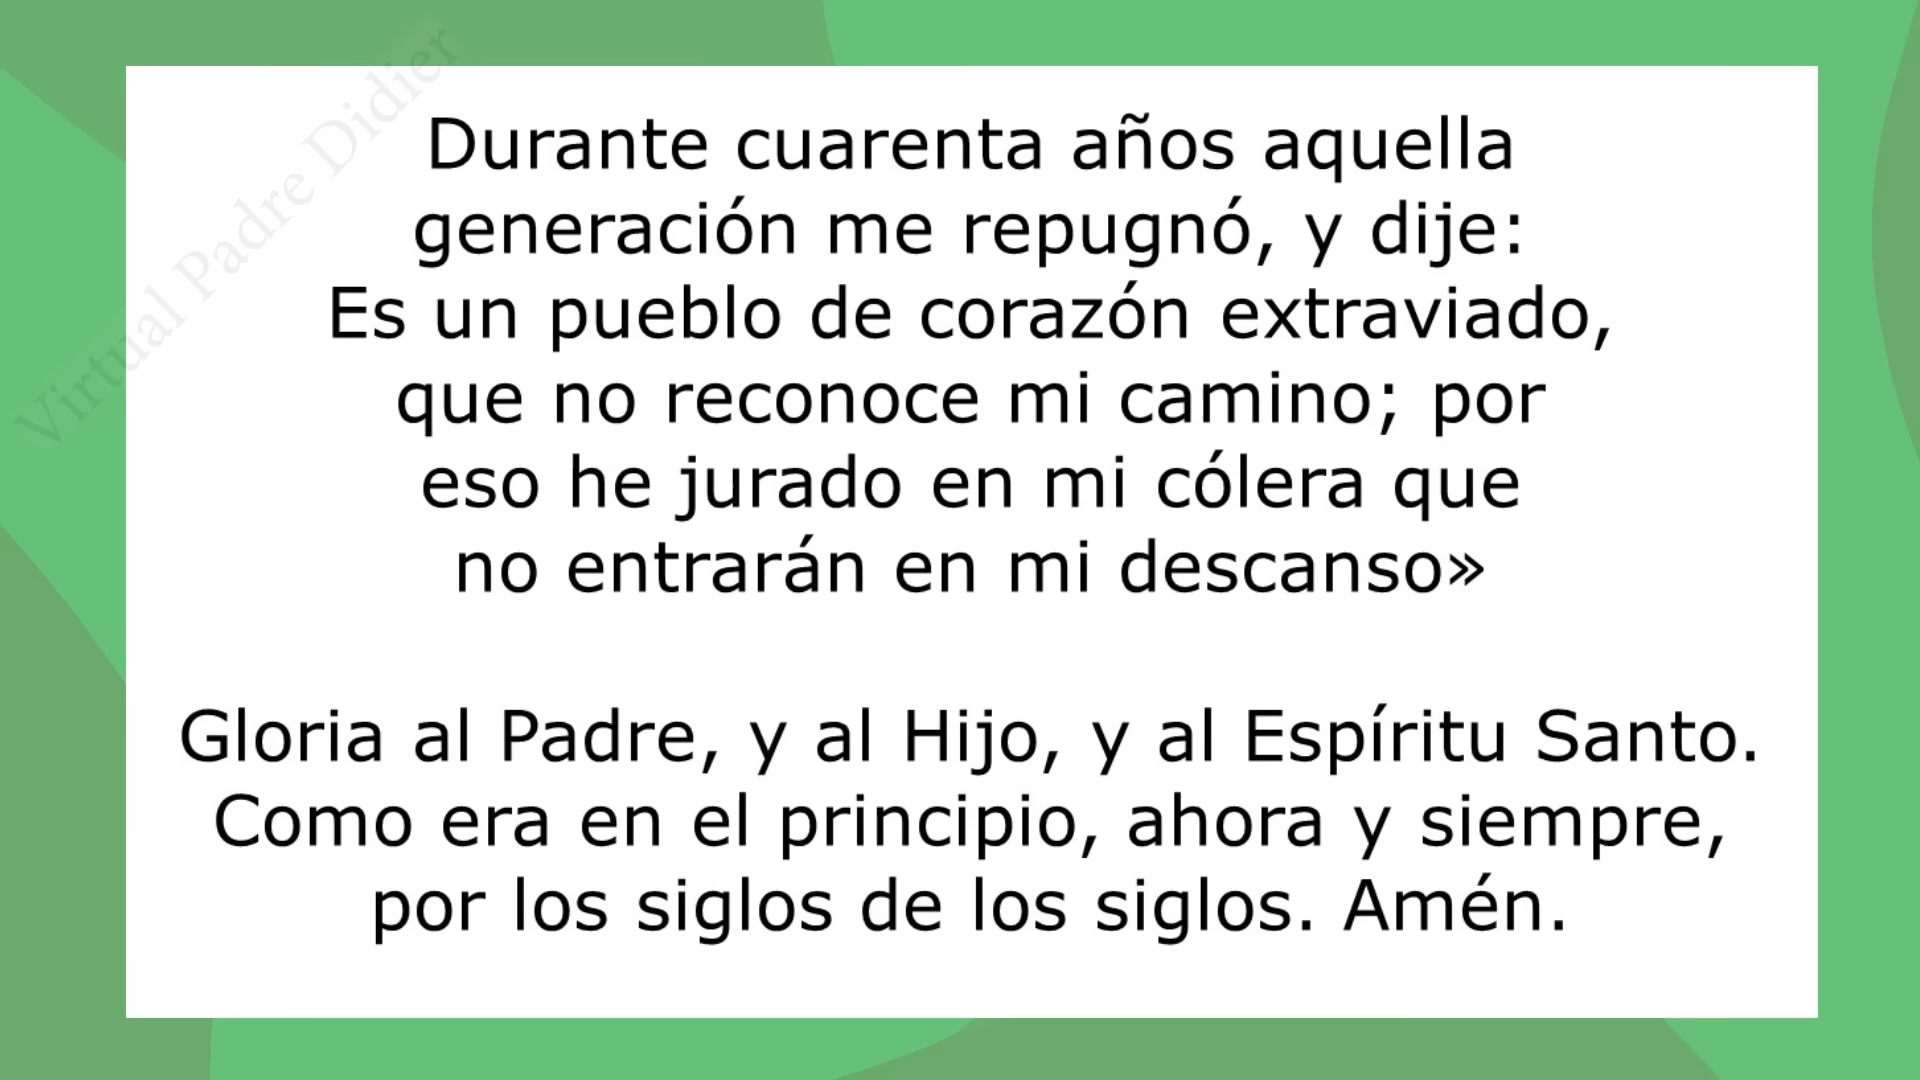 Virtual Padre Didier
Durante cuarenta años aquella
generación me repugnó, y dije:
Es un pueblo de corazón extraviado,
que no reconoce mi camino; por
eso he jurado en mi cólera que
no entrarán en mi descanso»
Gloria al Padre, y al Hijo, y al Espíritu Santo.
Como era en el principio, ahora y siempre,
por los siglos de los siglos. Amén.